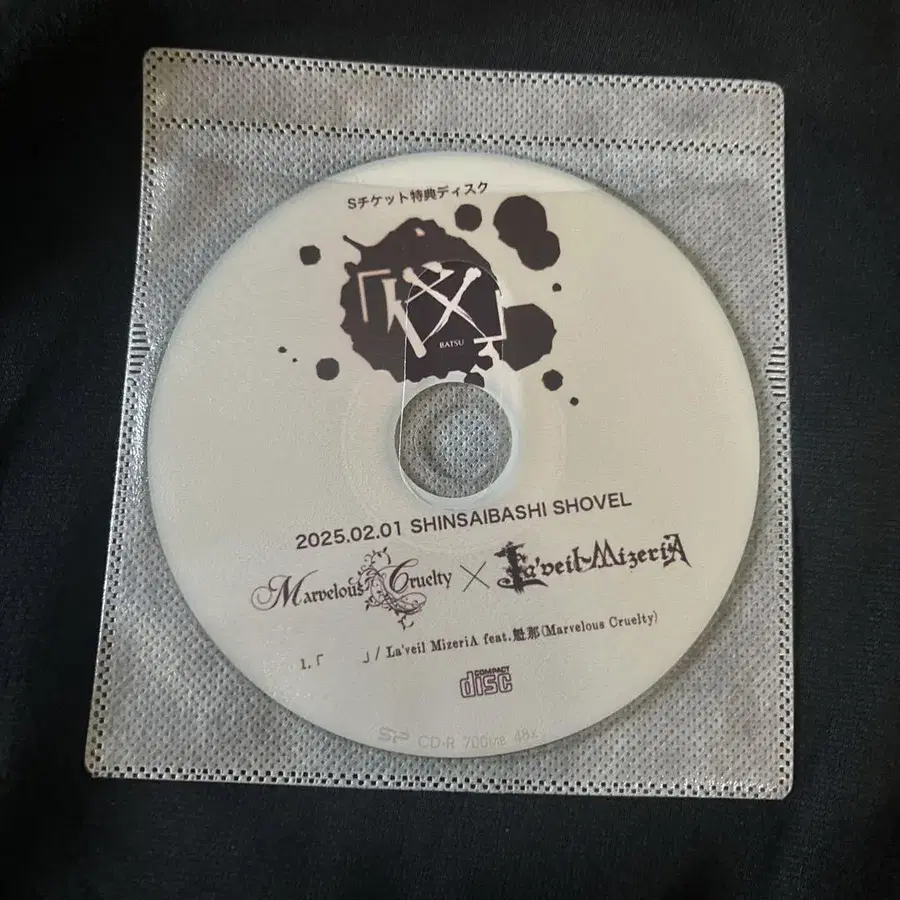 Sチケット特典ディスク
BATSU
2025.02.01 SHINSAIBASHI SHOVEL
Marvelous Cruelty × La'veil MizeriA
1.「 」/ La'veil MizeriA feat.魁那(Marvelous Cruelty)
COMPACT
disc
SP CD-R 700MB 48x